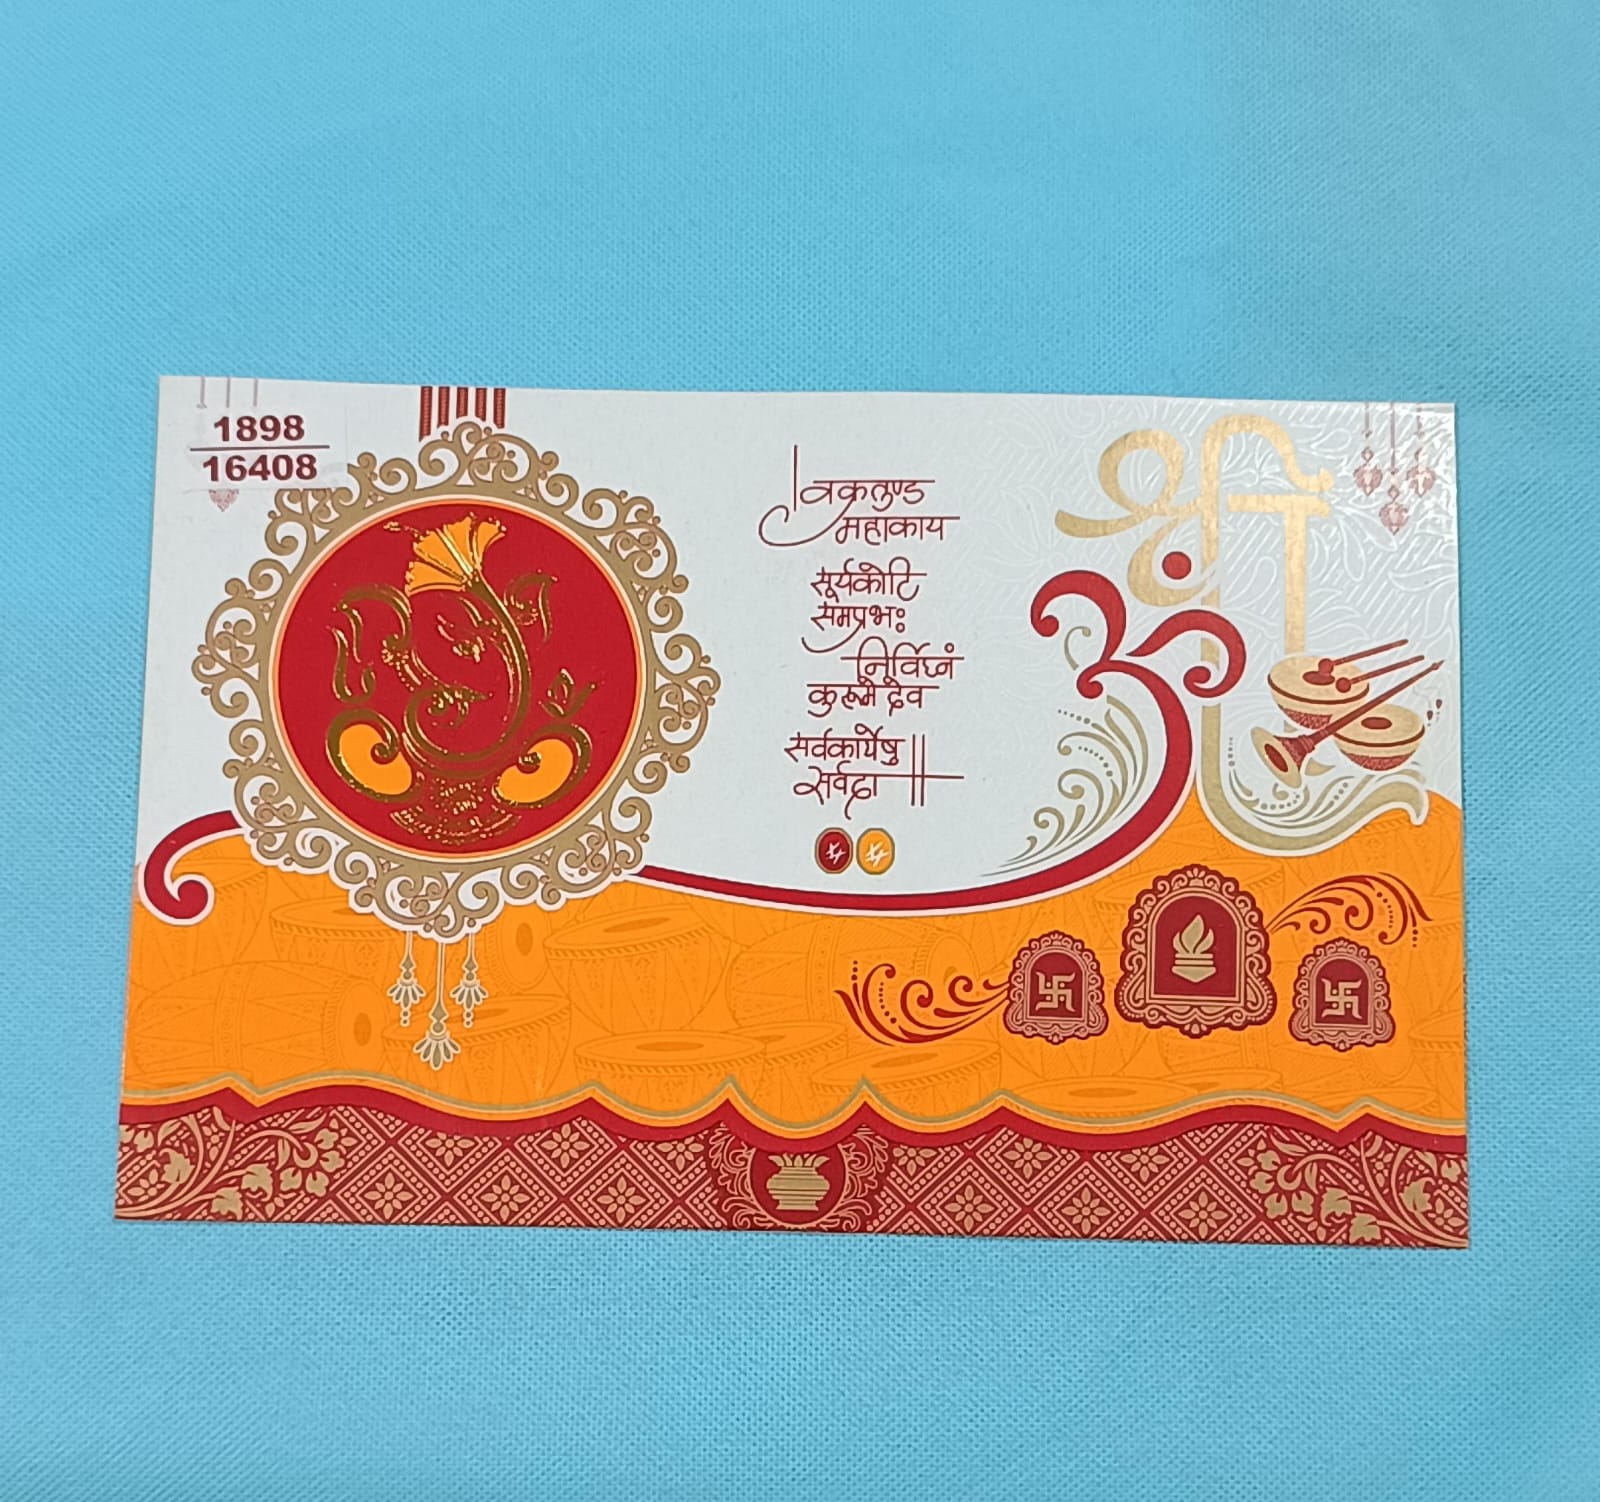 1898
16408
वक्रतुण्ड
महाकाय
सूर्यकोटि
समप्रभः
निर्विघ्नं
कुरूमे देव
सर्वकार्येषु
सर्वदा ||
श्री
ॐ